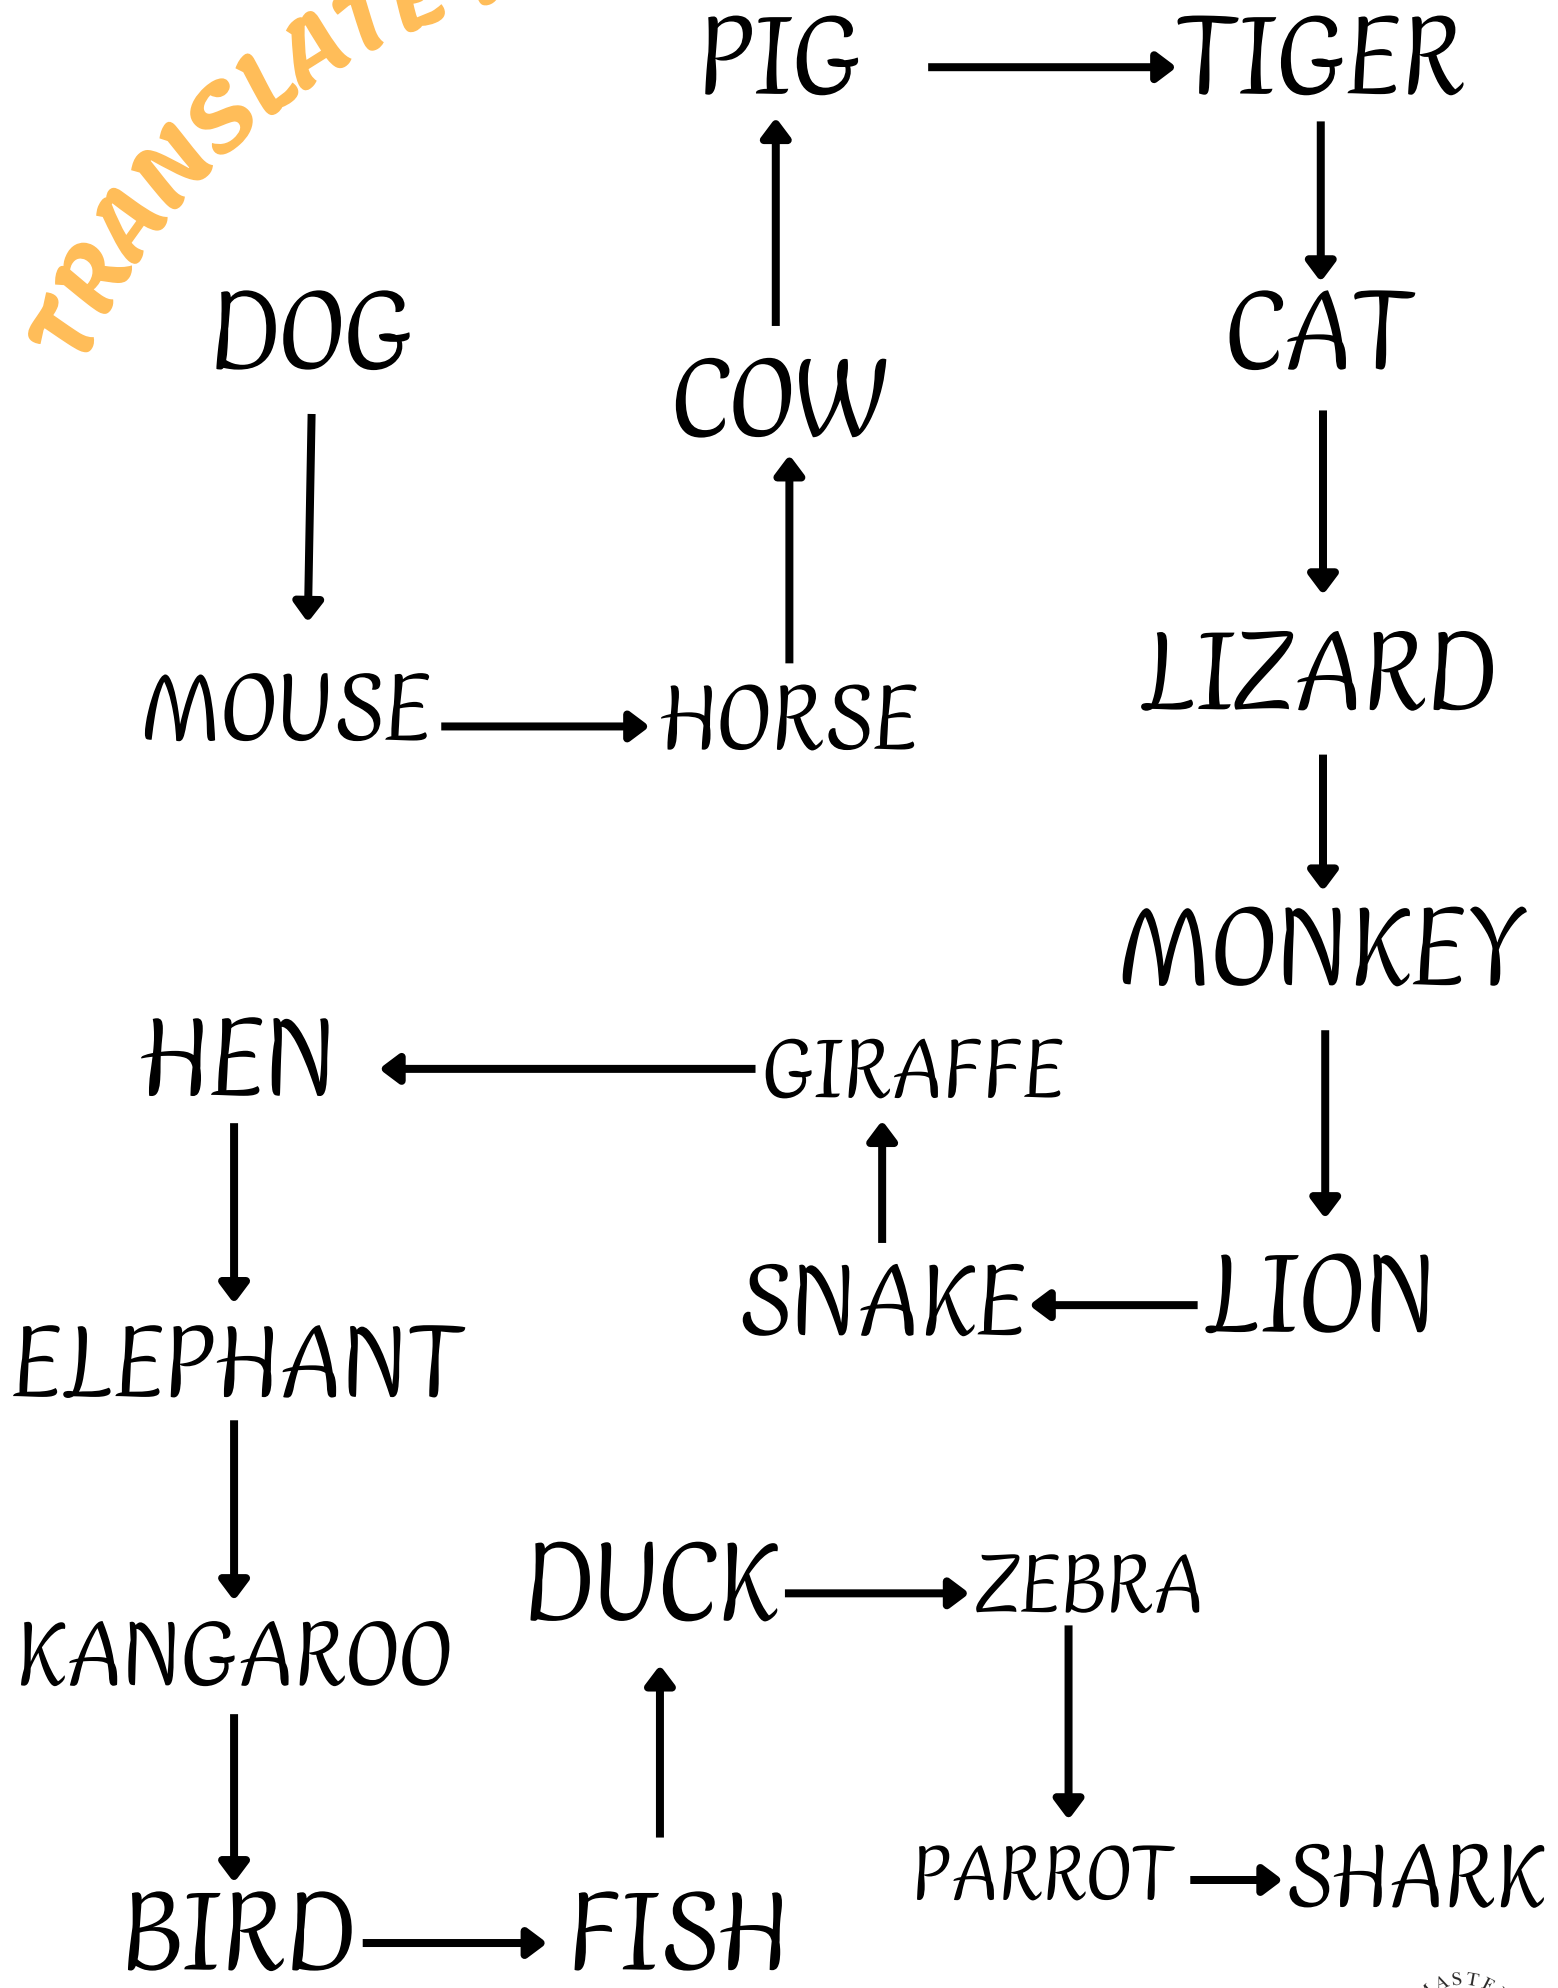 TRANSLATE
DOG
MOUSE
HORSE
COW
PIG
TIGER
CAT
LIZARD
MONKEY
LION
SNAKE
GIRAFFE
HEN
ELEPHANT
KANGAROO
BIRD
FISH
DUCK
ZEBRA
PARROT
SHARK